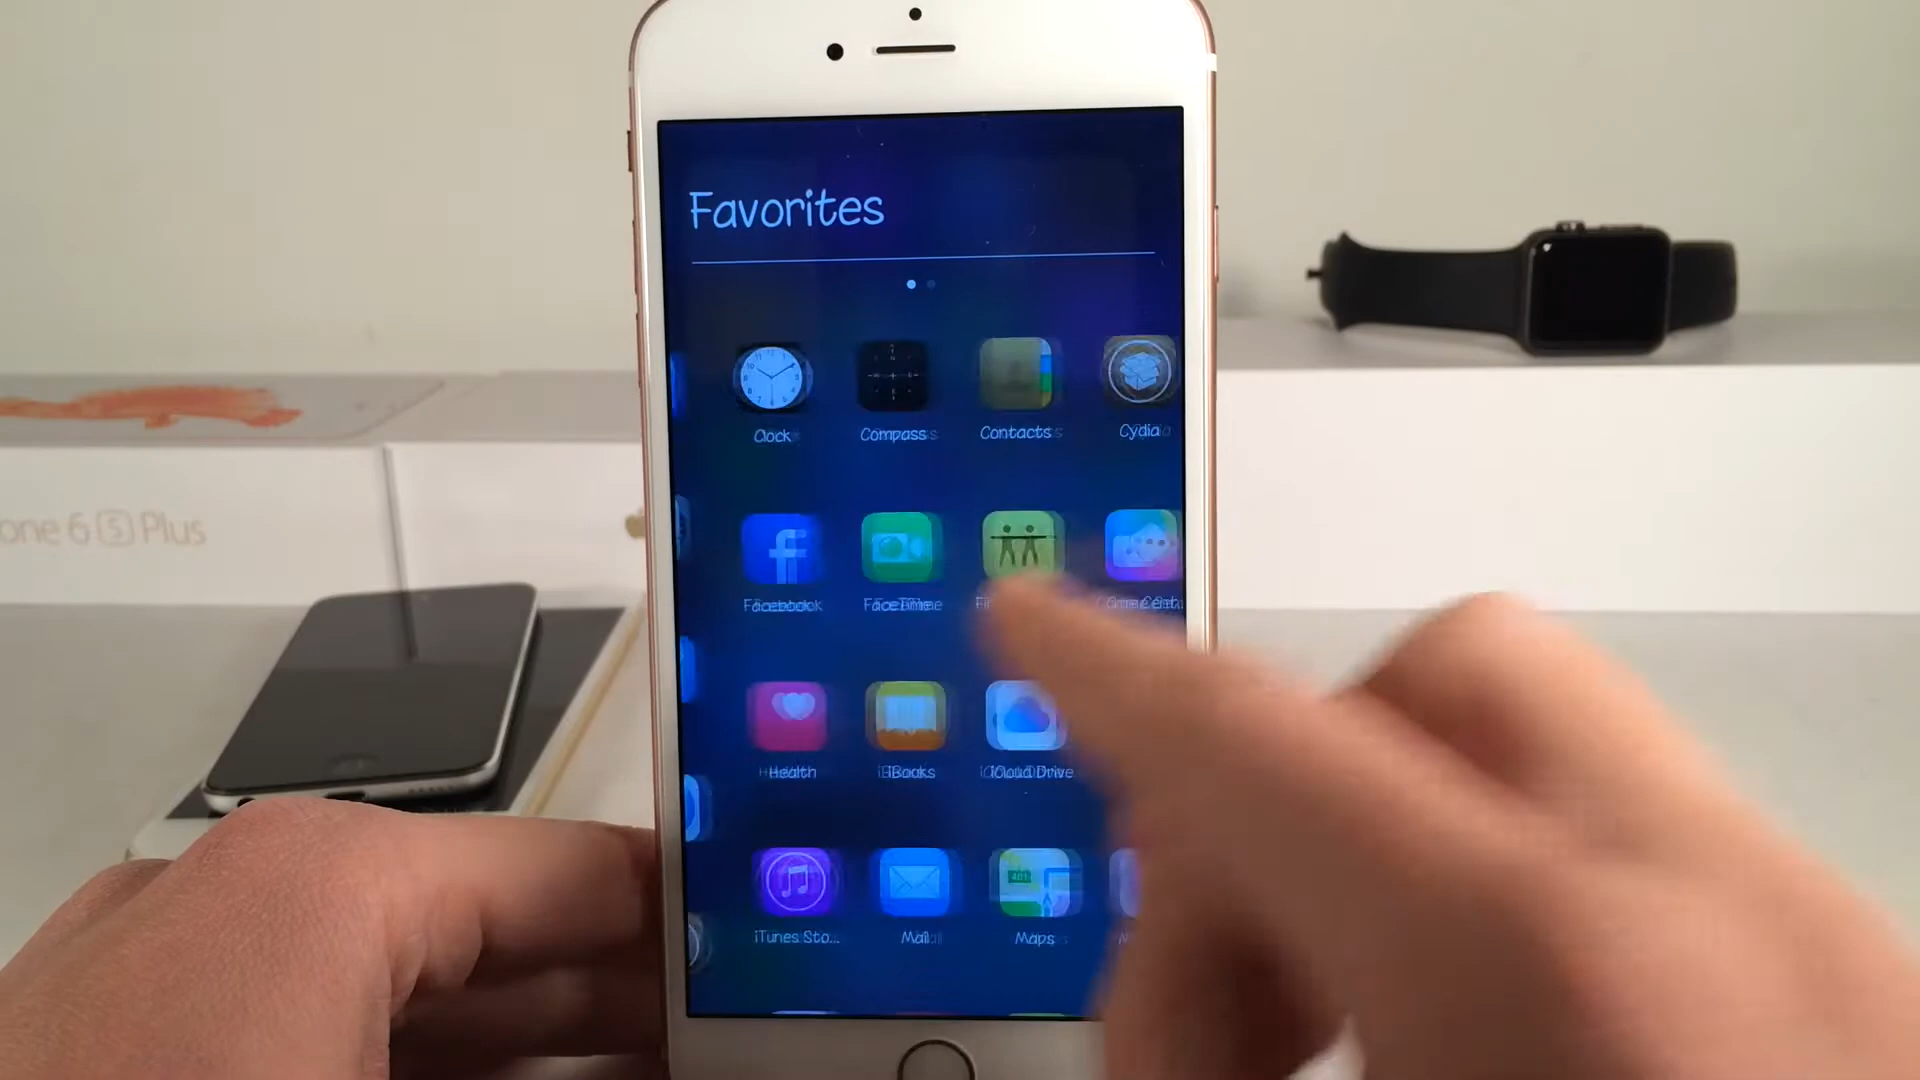 Favorites
Clock
Compass
Contacts
Cydia
Facebook
FaceTime
Health
iBooks
iCloud Drive
iTunes Sto...
Mail
Maps
one 6 S Plus